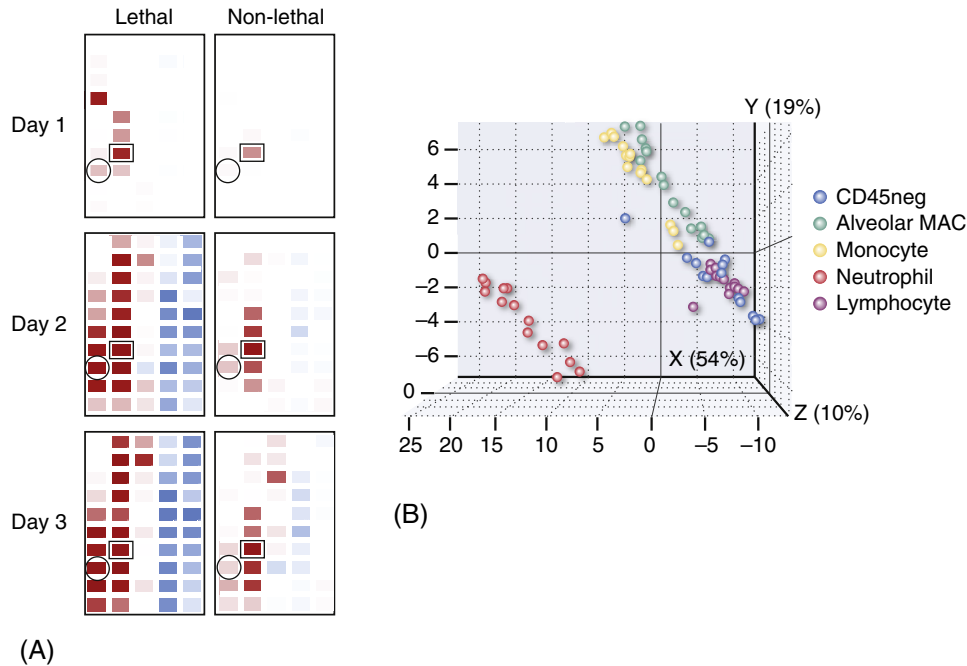 Lethal
Non-lethal
Day 1
Day 2
Day 3
(A)
Y (19%)
6
4
2
0
−2
−4
−6
0
X (54%)
Z (10%)
25 20 15 10 5 0 −5 −10
CD45neg
Alveolar MAC
Monocyte
Neutrophil
Lymphocyte
(B)